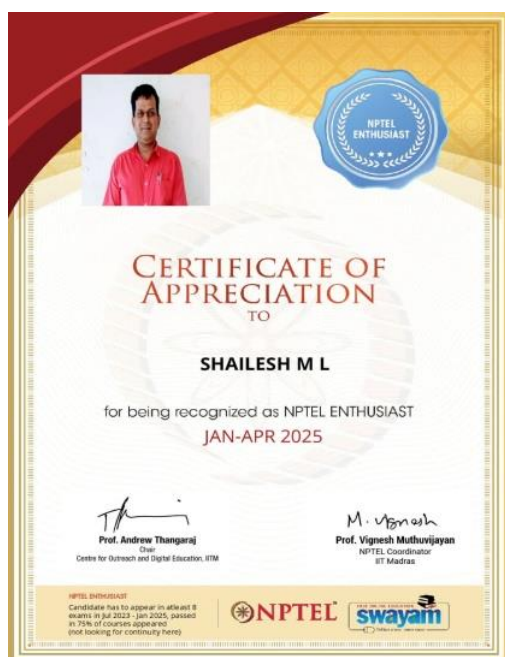 NPTEL
ENTHUSIAST
CERTIFICATE OF
APPRECIATION
TO
SHAILESH M L
for being recognized as NPTEL ENTHUSIAST
JAN-APR 2025
M. Vignesh
Prof. Andrew Thangaraj
Chair
Centre for Outreach and Digital Education, IITM
Prof. Vignesh Muthuvijayan
NPTEL Coordinator
IIT Madras
NPTEL ENTHUSIAST
Candidate has to appear in atleast 8
exams in Jul 2023 - Jan 2025, passed
in 75% of courses appeared
(not looking for continuity here)
NPTEL
swayam